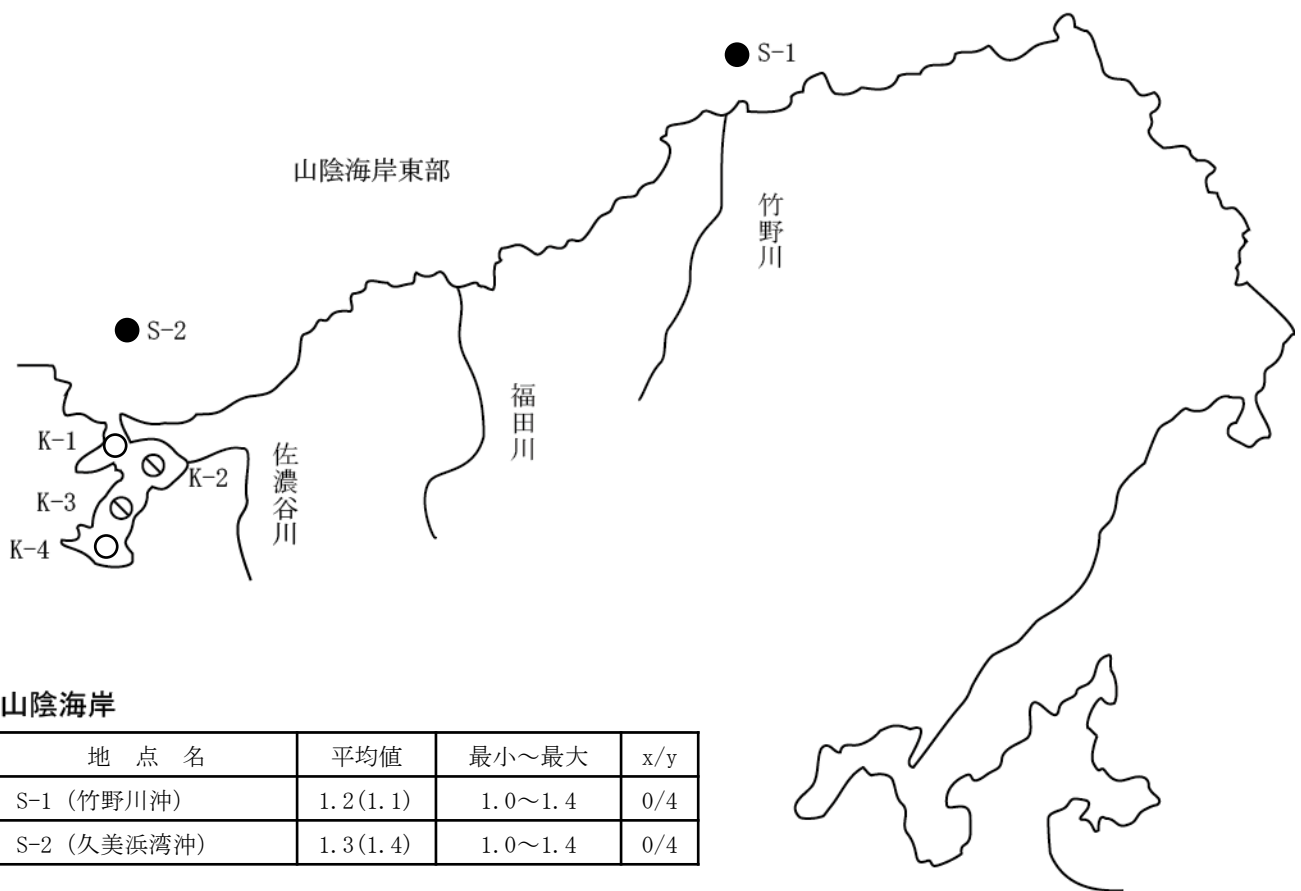 S-1
山陰海岸東部
竹野川
S-2
福田川
K-1
佐濃谷川
K-2
K-3
K-4
山陰海岸
地 点 名 平均値 最小～最大 x/y
S-1 (竹野川沖) 1.2(1.1) 1.0～1.4 0/4
S-2 (久美浜湾沖) 1.3(1.4) 1.0～1.4 0/4